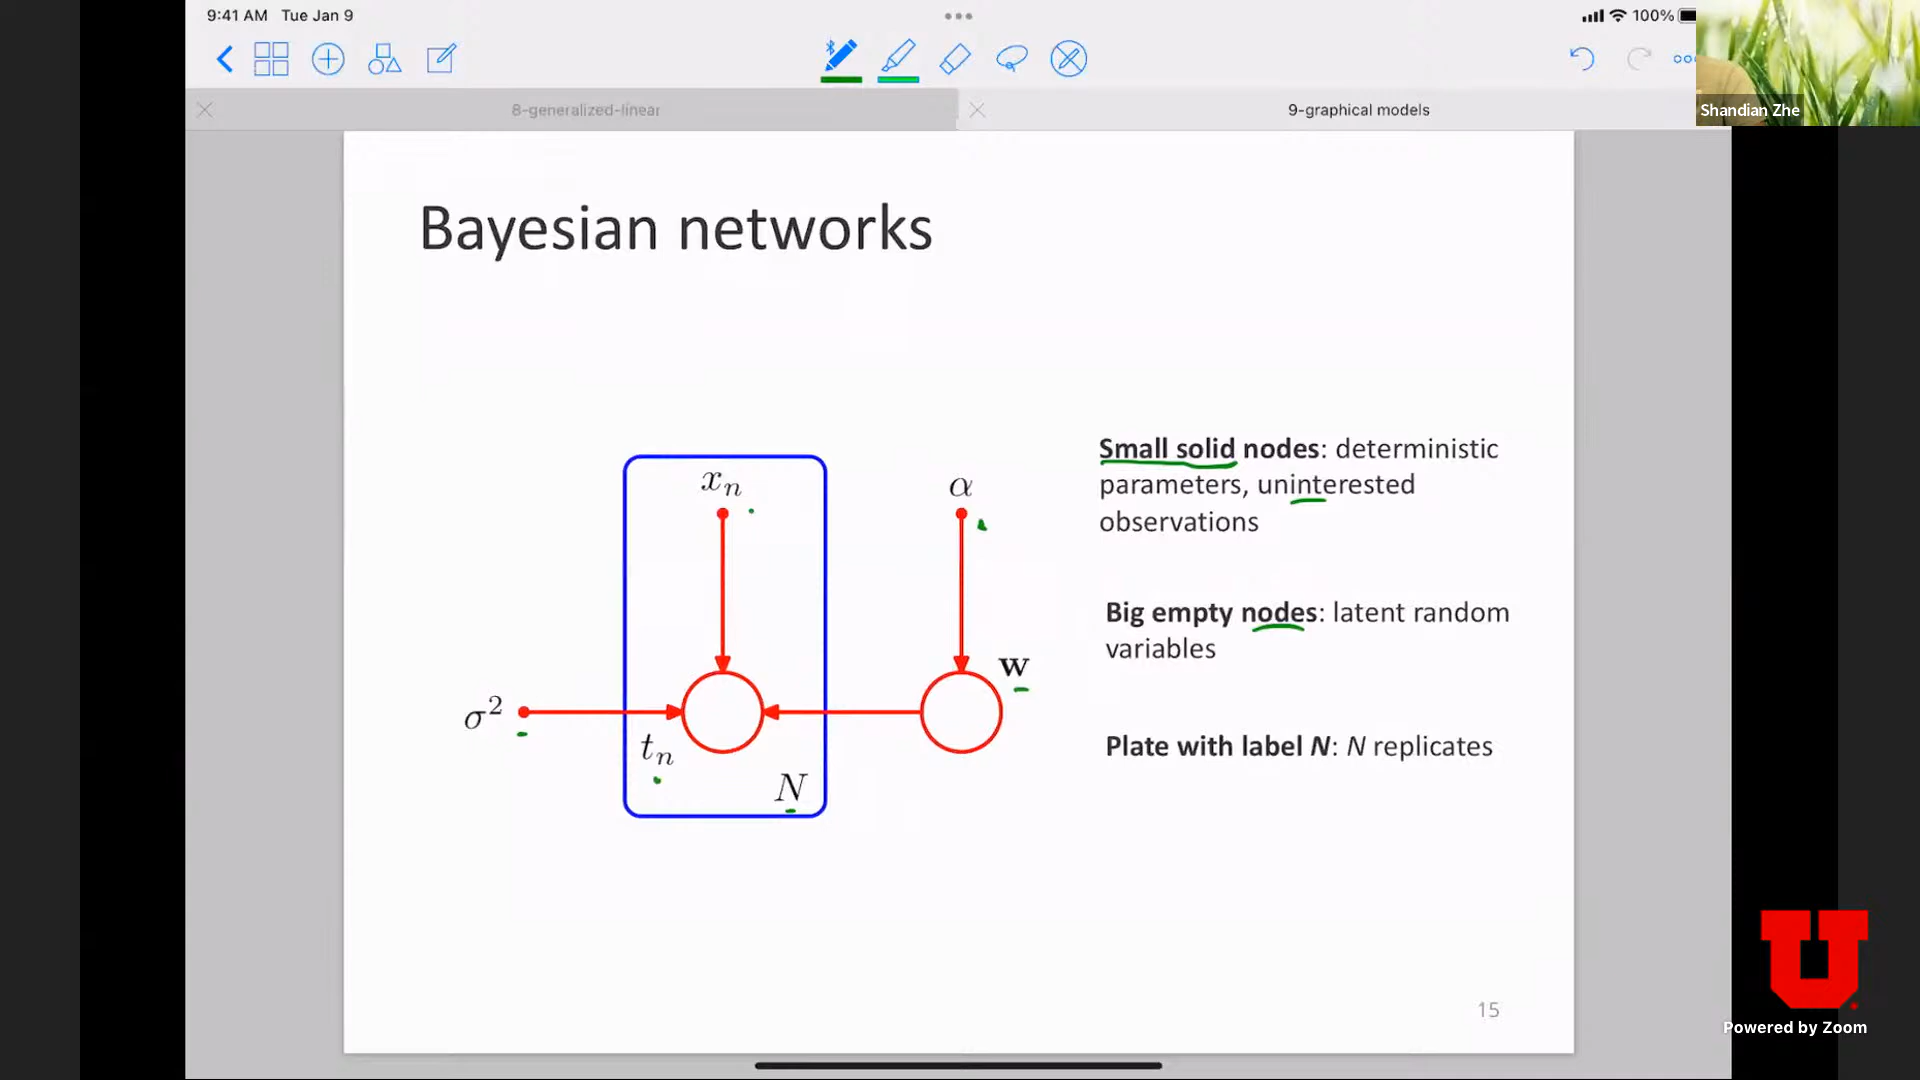 9:41 AM Tue Jan 9
100%
8-generalized-linear
9-graphical models
Shandian Zhe
Bayesian networks
xₙ
α
Small solid nodes: deterministic
parameters, uninterested
observations
Big empty nodes: latent random
variables
w
σ²
tₙ
N
Plate with label N: N replicates
15
U
Powered by Zoom